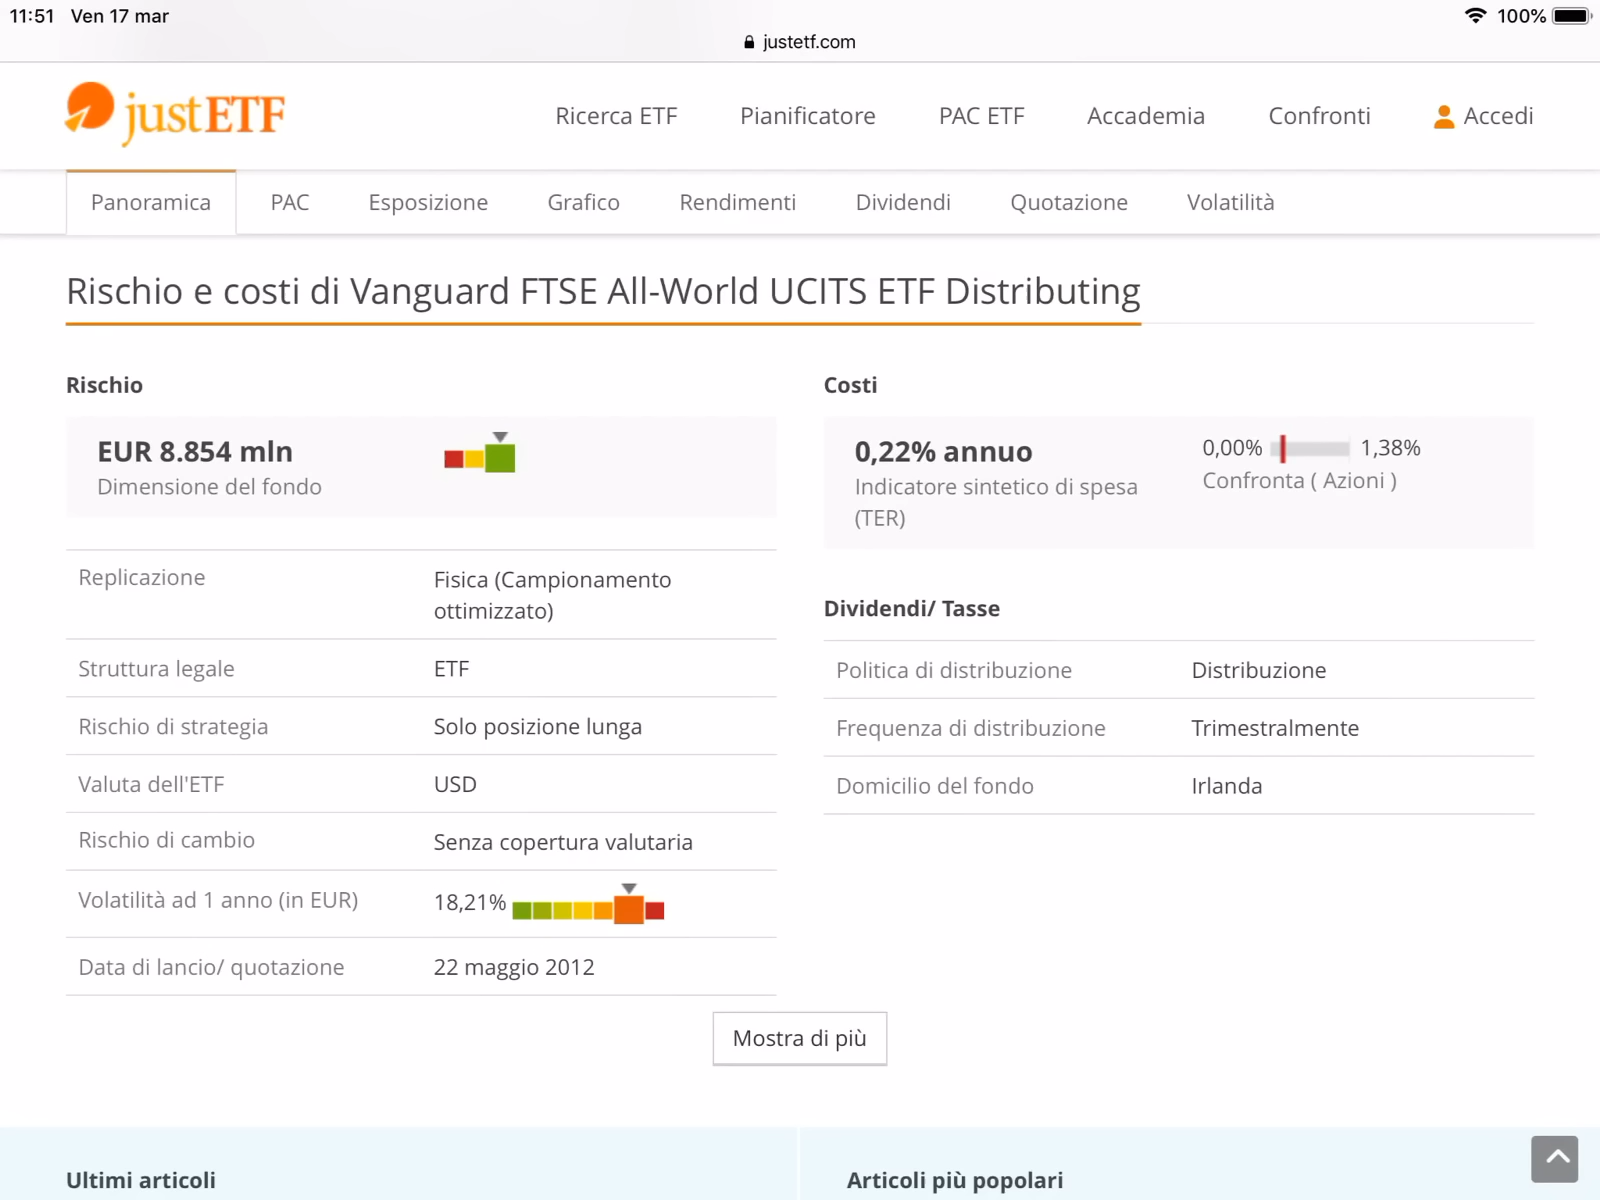 11:51 Ven 17 mar
100%
justetf.com
justETF
Ricerca ETF
Pianificatore
PAC ETF
Accademia
Confronti
Accedi
Panoramica
PAC
Esposizione
Grafico
Rendimenti
Dividendi
Quotazione
Volatilità
Rischio e costi di Vanguard FTSE All-World UCITS ETF Distributing
Rischio
EUR 8.854 mln
Dimensione del fondo
Replicazione
Fisica (Campionamento
ottimizzato)
Struttura legale
ETF
Rischio di strategia
Solo posizione lunga
Valuta dell'ETF
USD
Rischio di cambio
Senza copertura valutaria
Volatilità ad 1 anno (in EUR)
18,21%
Data di lancio/ quotazione
22 maggio 2012
Costi
0,22% annuo
Indicatore sintetico di spesa
(TER)
0,00%
1,38%
Confronta ( Azioni )
Dividendi/ Tasse
Politica di distribuzione
Distribuzione
Frequenza di distribuzione
Trimestralmente
Domicilio del fondo
Irlanda
Mostra di più
Ultimi articoli
Articoli più popolari